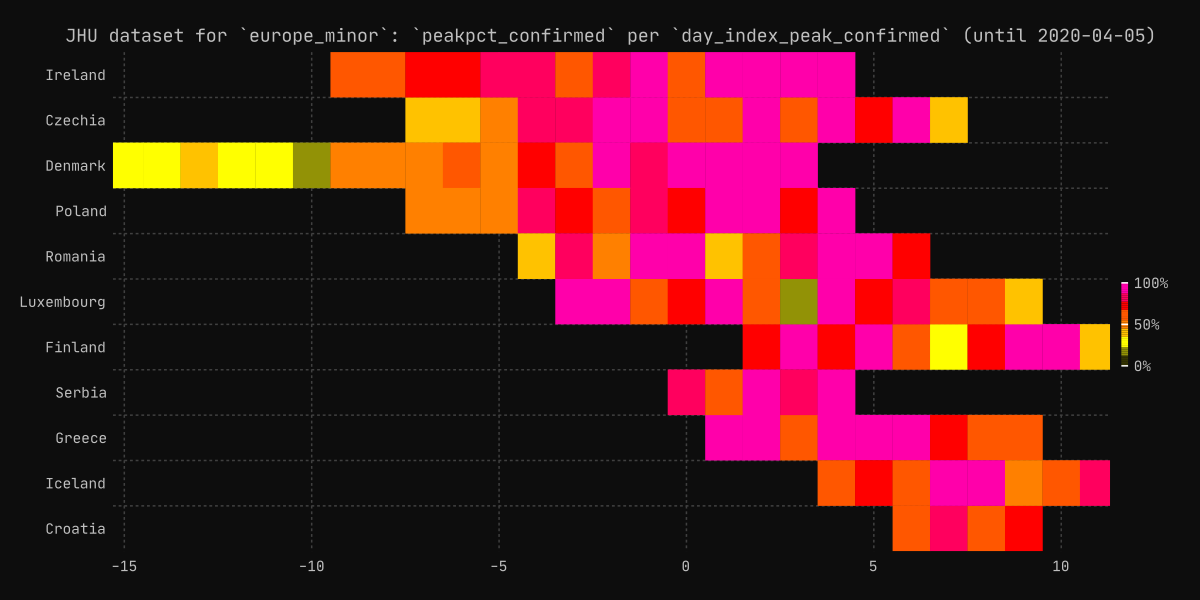 JHU dataset for `europe_minor`: `peakpct_confirmed` per `day_index_peak_confirmed` (until 2020-04-05)
Ireland
Czechia
Denmark
Poland
Romania
Luxembourg
Finland
Serbia
Greece
Iceland
Croatia
100%
50%
0%
-15 -10 -5 0 5 10